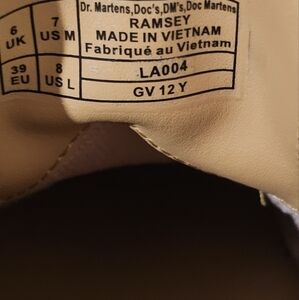 Dr. Martens,Doc's,DM's,Doc Martens
RAMSEY
MADE IN VIETNAM
Fabriqué au Vietnam
6 UK 7 US M
39 EU 8 US L
LA004
GV 12 Y